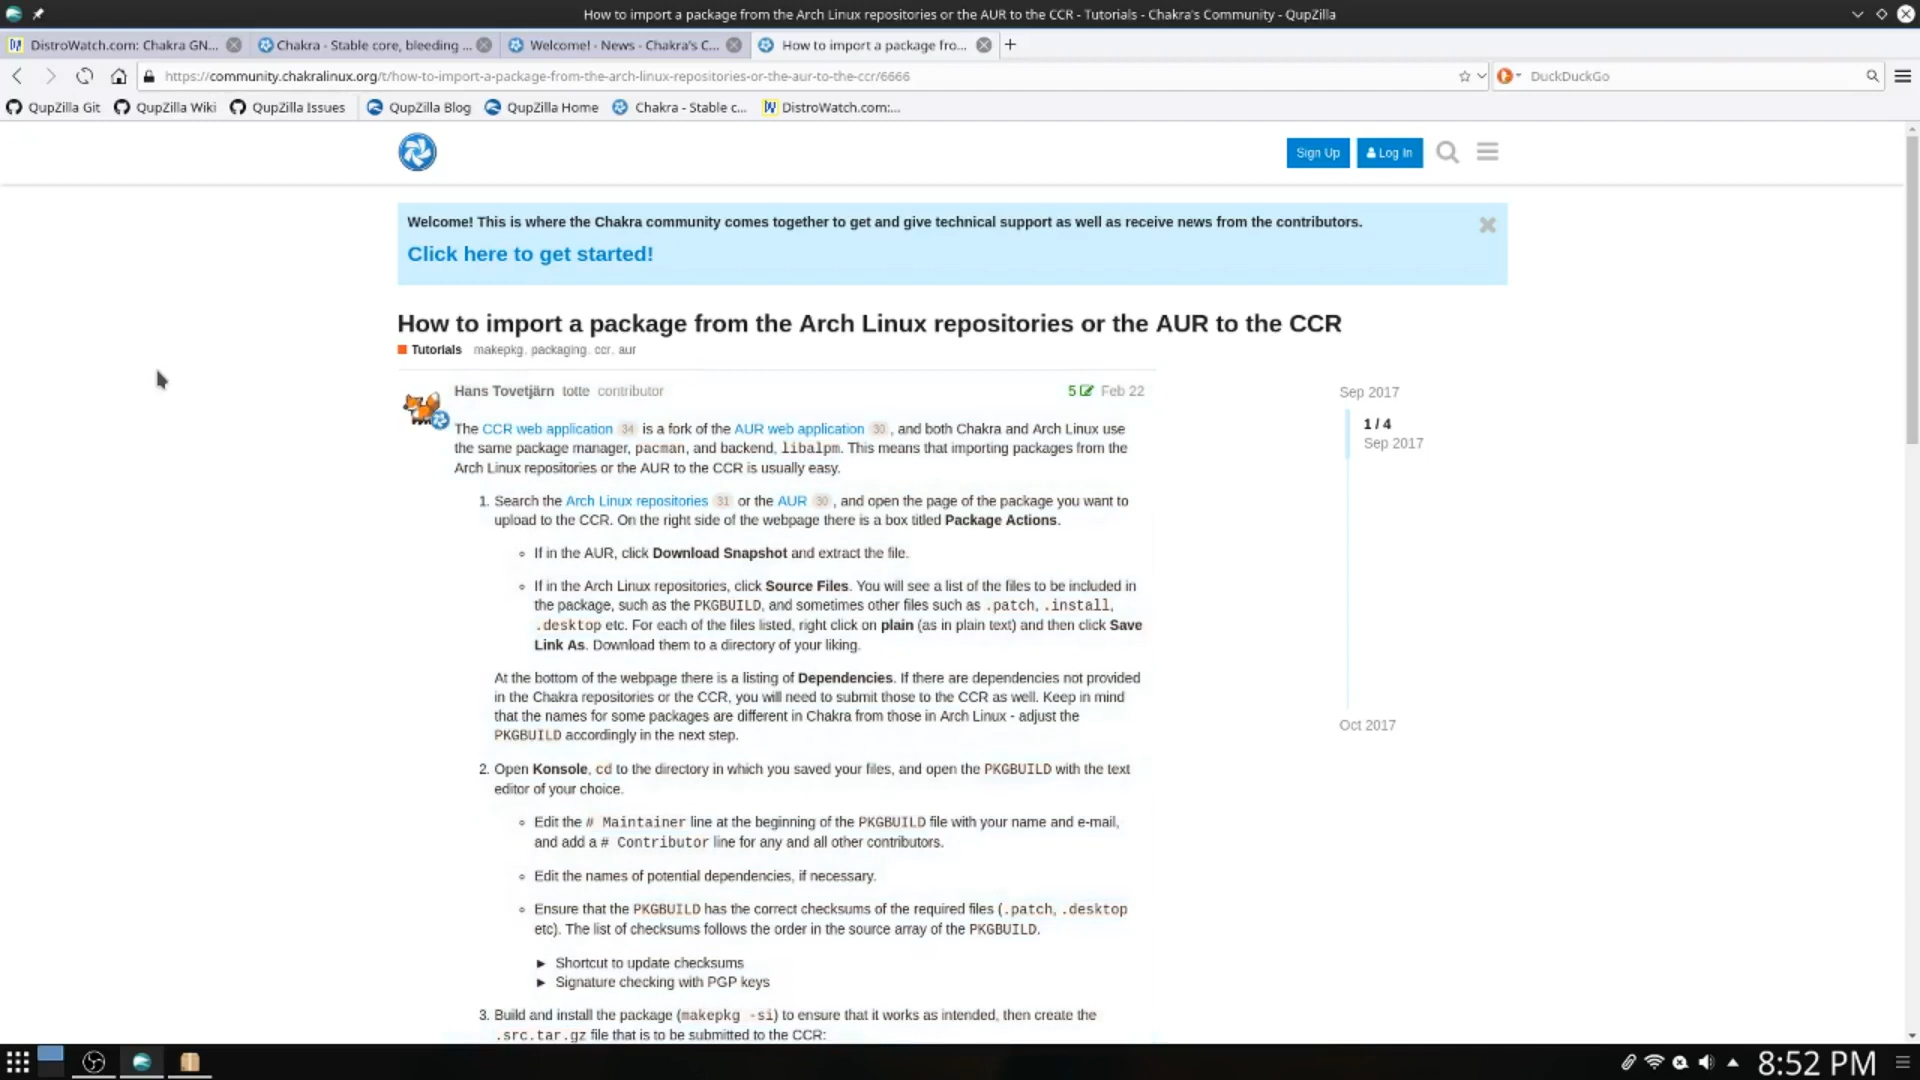 How to import a package from the Arch Linux repositories or the AUR to the CCR - Tutorials - Chakra's Community - QupZilla
DistroWatch.com: Chakra GN...
Chakra - Stable core, bleeding ...
Welcome! - News - Chakra's C...
How to import a package fro...
https://community.chakralinux.org/t/how-to-import-a-package-from-the-arch-linux-repositories-or-the-aur-to-the-ccr/6666
DuckDuckGo
QupZilla Git
QupZilla Wiki
QupZilla Issues
QupZilla Blog
QupZilla Home
Chakra - Stable c...
DistroWatch.com:...
Sign Up
Log In
Welcome! This is where the Chakra community comes together to get and give technical support as well as receive news from the contributors.
Click here to get started!
How to import a package from the Arch Linux repositories or the AUR to the CCR
Tutorials makepkg, packaging, ccr, aur
Hans Tovetjärn totte contributor
5 Feb 22
The CCR web application 34 is a fork of the AUR web application 30 , and both Chakra and Arch Linux use
the same package manager, pacman, and backend, libalpm. This means that importing packages from the
Arch Linux repositories or the AUR to the CCR is usually easy.
1. Search the Arch Linux repositories 31 or the AUR 30 , and open the page of the package you want to
upload to the CCR. On the right side of the webpage there is a box titled Package Actions.
◦ If in the AUR, click Download Snapshot and extract the file.
◦ If in the Arch Linux repositories, click Source Files. You will see a list of the files to be included in
the package, such as the PKGBUILD, and sometimes other files such as .patch, .install,
.desktop etc. For each of the files listed, right click on plain (as in plain text) and then click Save
Link As. Download them to a directory of your liking.
At the bottom of the webpage there is a listing of Dependencies. If there are dependencies not provided
in the Chakra repositories or the CCR, you will need to submit those to the CCR as well. Keep in mind
that the names for some packages are different in Chakra from those in Arch Linux - adjust the
PKGBUILD accordingly in the next step.
2. Open Konsole, cd to the directory in which you saved your files, and open the PKGBUILD with the text
editor of your choice.
◦ Edit the # Maintainer line at the beginning of the PKGBUILD file with your name and e-mail,
and add a # Contributor line for any and all other contributors.
◦ Edit the names of potential dependencies, if necessary.
◦ Ensure that the PKGBUILD has the correct checksums of the required files (.patch, .desktop
etc). The list of checksums follows the order in the source array of the PKGBUILD.
► Shortcut to update checksums
► Signature checking with PGP keys
3. Build and install the package (makepkg -si) to ensure that it works as intended, then create the
.src.tar.gz file that is to be submitted to the CCR:
Sep 2017
1 / 4
Sep 2017
Oct 2017
8:52 PM